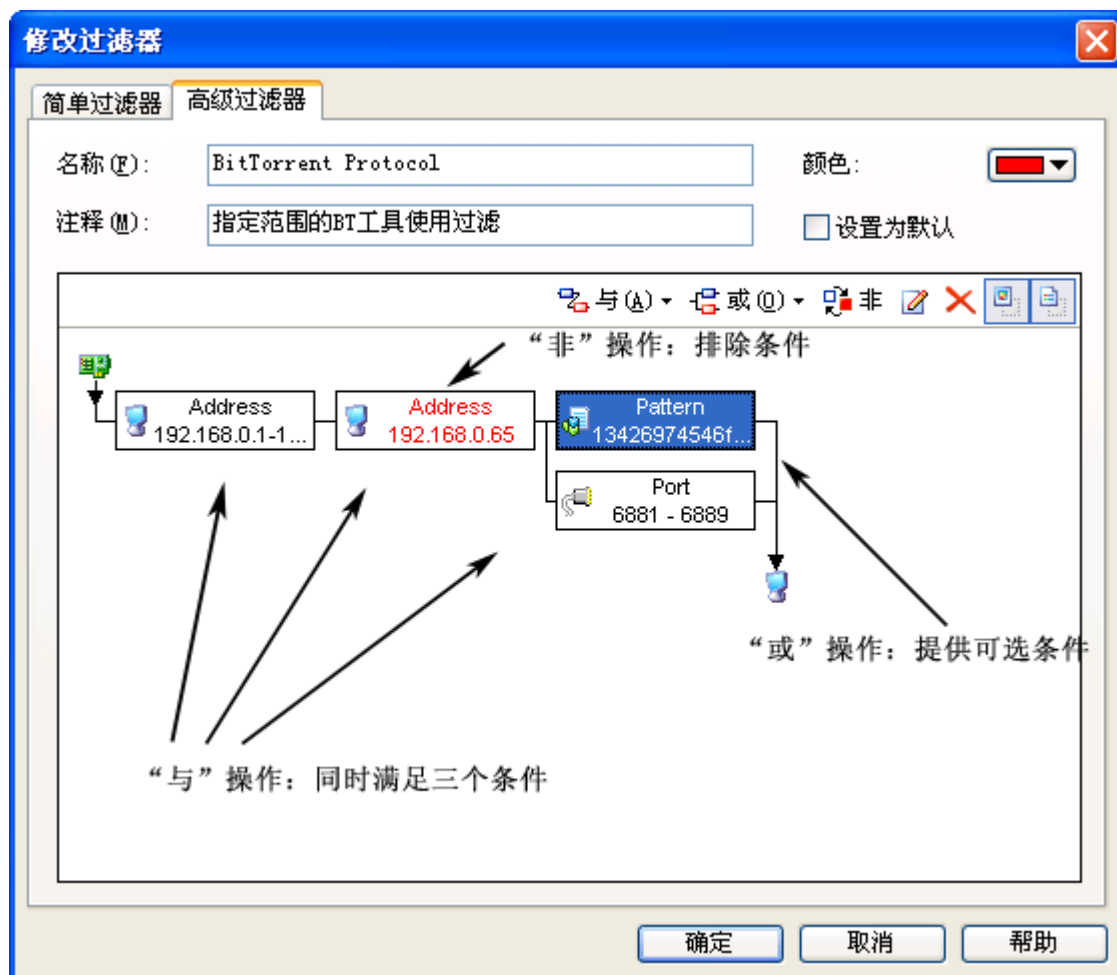 修改过滤器
简单过滤器 高级过滤器
名称(F): BitTorrent Protocol 颜色:
注释(M): 指定范围的BT工具使用过滤 设置为默认
与(A) 或(O) 非
“非”操作：排除条件
Address
192.168.0.1-1...
Address
192.168.0.65
Pattern
13426974546f...
Port
6881 - 6889
“或”操作：提供可选条件
“与”操作：同时满足三个条件
确定 取消 帮助